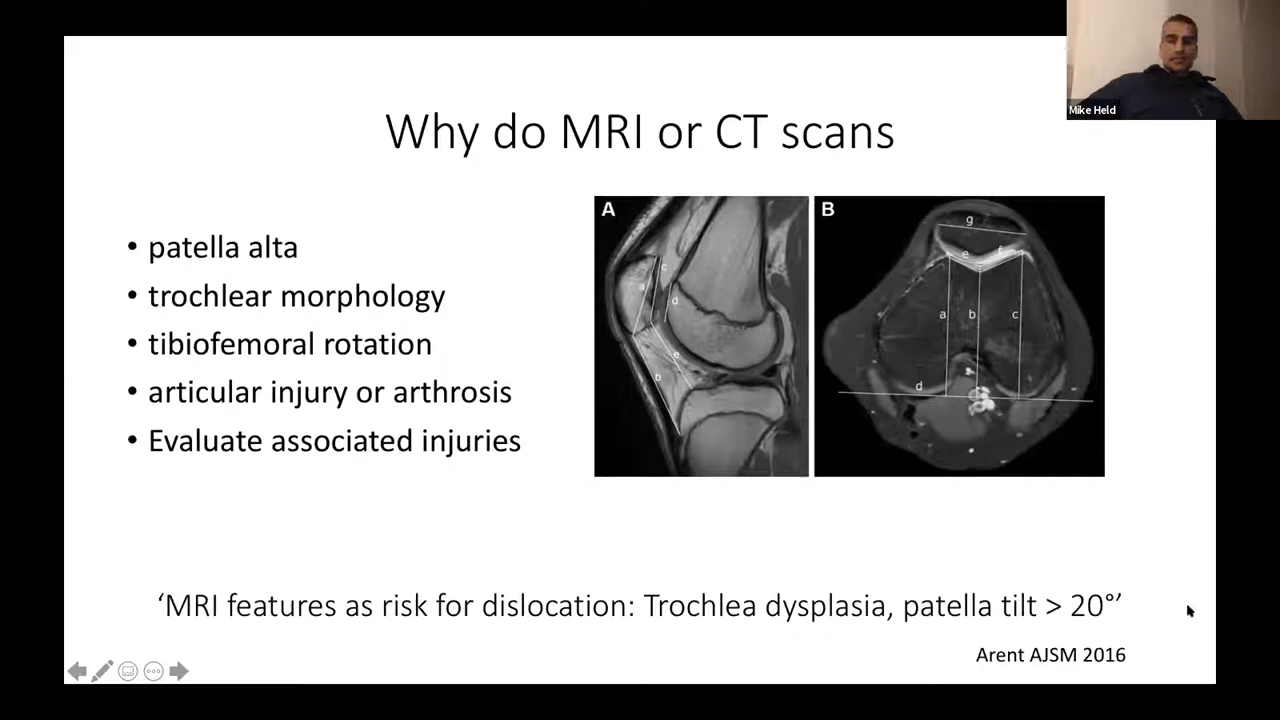 Mike Held
Why do MRI or CT scans
• patella alta
• trochlear morphology
• tibiofemoral rotation
• articular injury or arthrosis
• Evaluate associated injuries
A
c
a
d
e
b
B
g
e
f
a
b
c
d
‘MRI features as risk for dislocation: Trochlea dysplasia, patella tilt > 20°’
Arent AJSM 2016